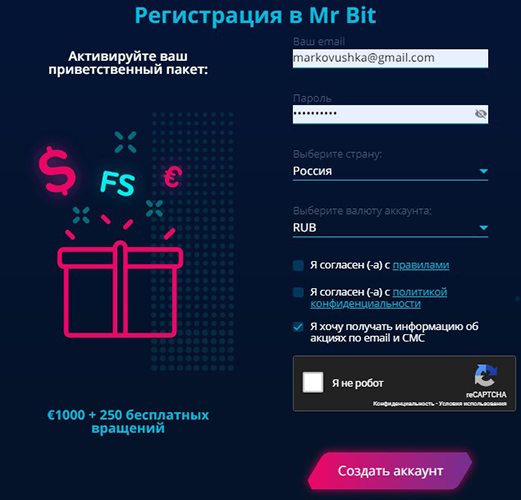 Регистрация в Mr Bit
Активируйте ваш
приветственный пакет:
$
FS
€
€1000 + 250 бесплатных
вращений
Ваш email
markovushka@gmail.com
Пароль
••••••••••
Выберите страну:
Россия
Выберите валюту аккаунта:
RUB
Я согласен (-а) с правилами
Я согласен (-а) с политикой
конфиденциальности
Я хочу получать информацию об
акциях по email и СМС
Я не робот
reCAPTCHA
Конфиденциальность - Условия использования
Создать аккаунт